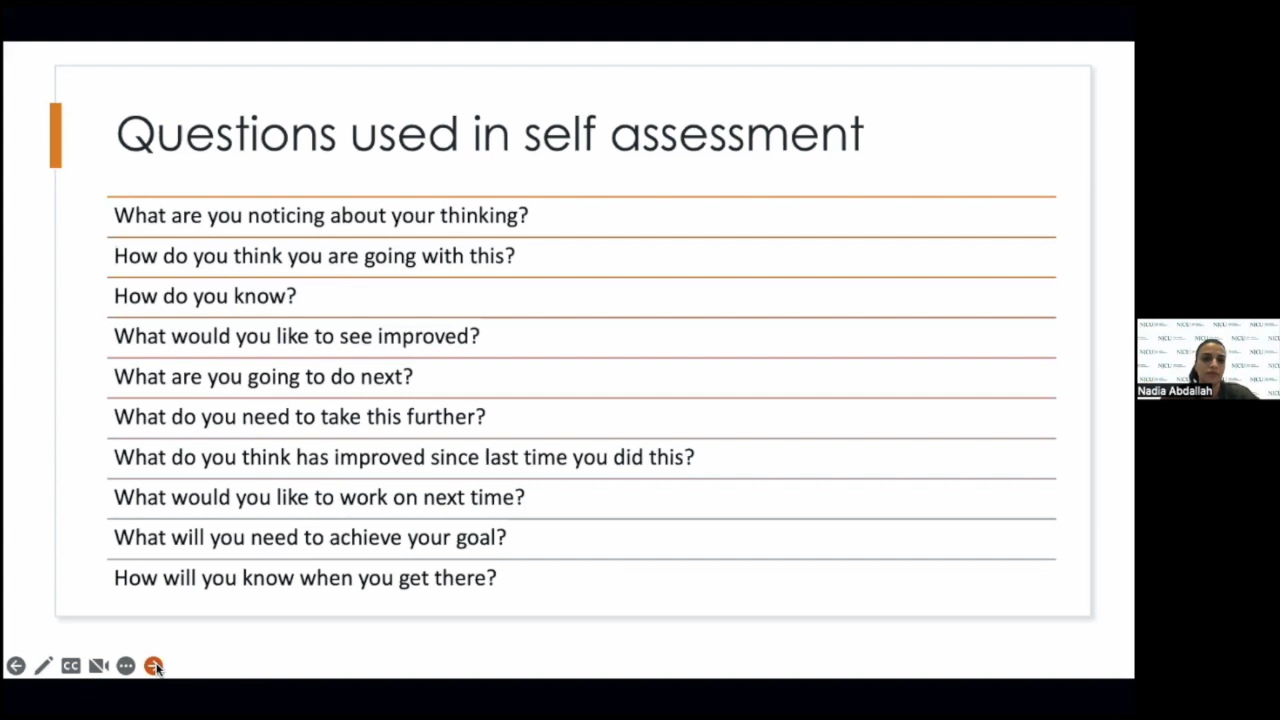 Questions used in self assessment
What are you noticing about your thinking?
How do you think you are going with this?
How do you know?
What would you like to see improved?
What are you going to do next?
What do you need to take this further?
What do you think has improved since last time you did this?
What would you like to work on next time?
What will you need to achieve your goal?
How will you know when you get there?
CC
Nadia Abdallah